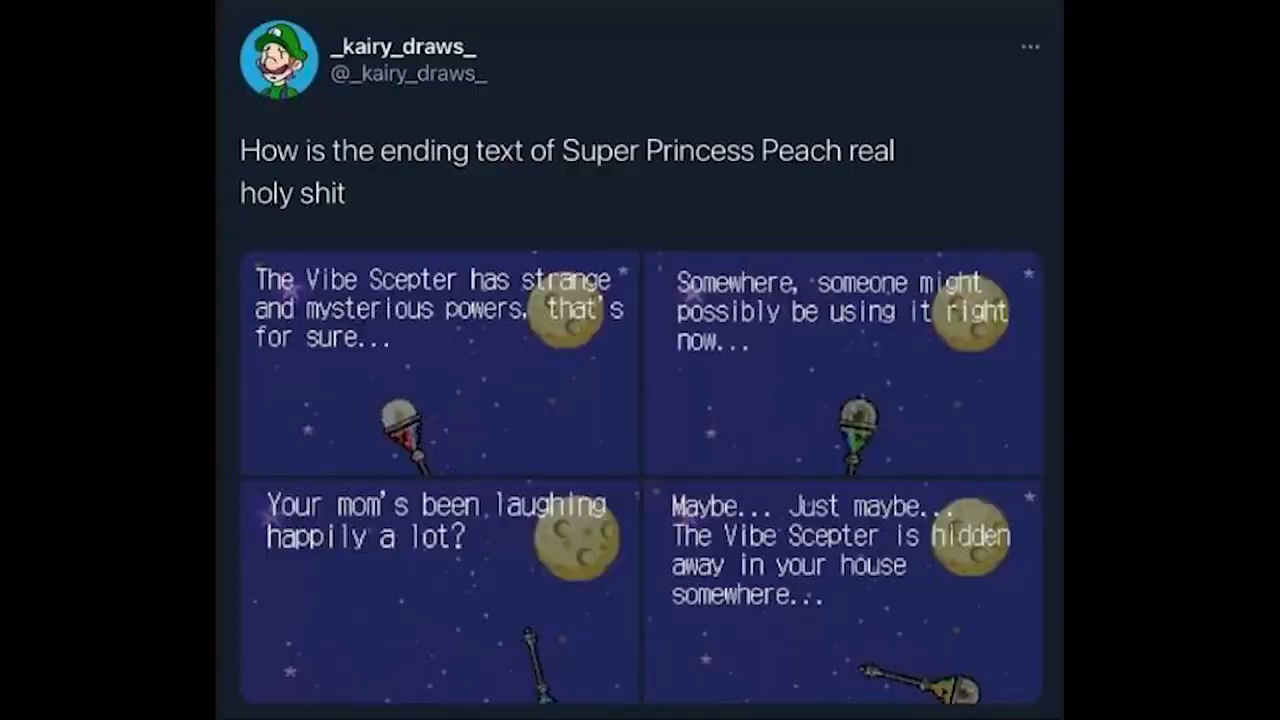 _kairy_draws_
@_kairy_draws_
How is the ending text of Super Princess Peach real
holy shit
The Vibe Scepter has strange
and mysterious powers, that's
for sure...
Somewhere, someone might
possibly be using it right
now...
Your mom's been laughing
happily a lot?
Maybe... Just maybe...
The Vibe Scepter is hidden
away in your house
somewhere...